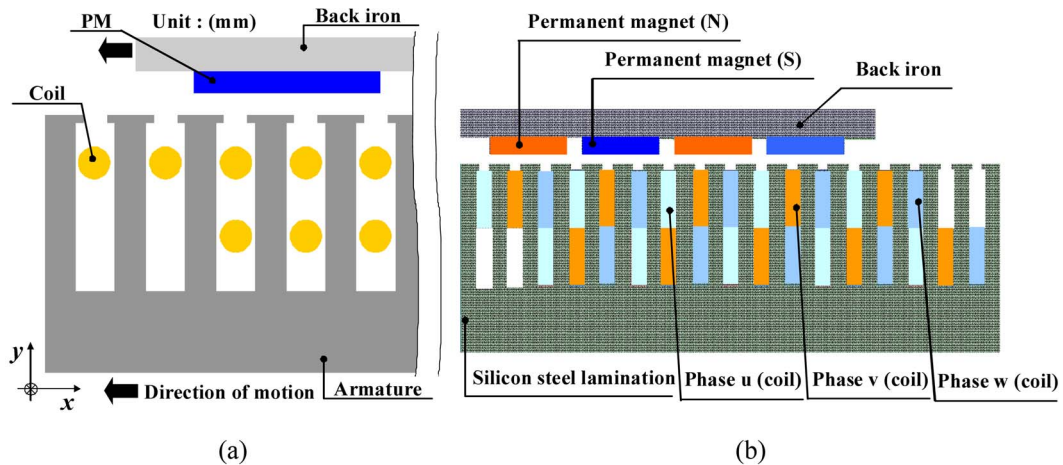 PM
Unit : (mm)
Back iron
Coil
y
x
Direction of motion
Armature
(a)
Permanent magnet (N)
Permanent magnet (S)
Back iron
Silicon steel lamination
Phase u (coil)
Phase v (coil)
Phase w (coil)
(b)